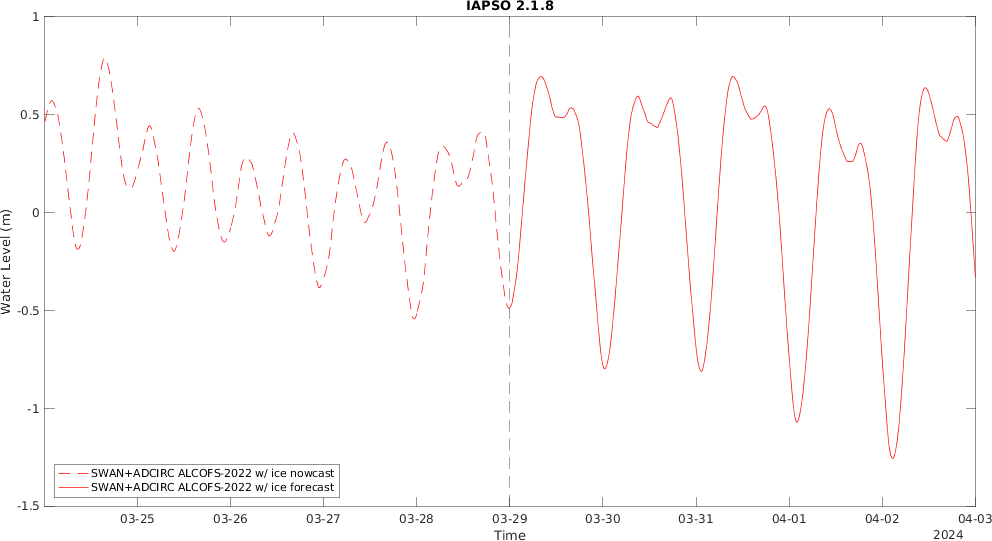 IAPSO 2.1.8
1
0.5
0
-0.5
-1
-1.5
Water Level (m)
SWAN+ADCIRC ALCOFS-2022 w/ ice nowcast
SWAN+ADCIRC ALCOFS-2022 w/ ice forecast
03-25 03-26 03-27 03-28 03-29 03-30 03-31 04-01 04-02 04-03
Time
2024